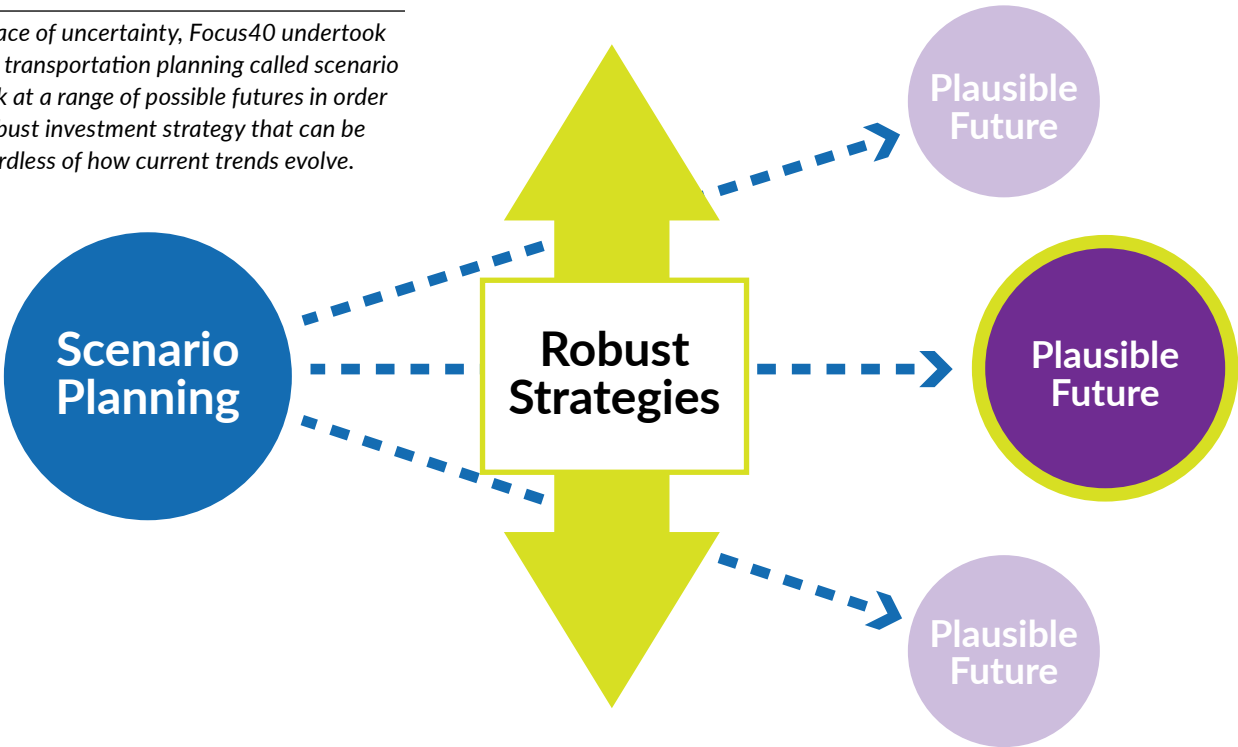 ace of uncertainty, Focus40 undertook
transportation planning called scenario
k at a range of possible futures in order
bust investment strategy that can be
rdless of how current trends evolve.
Plausible
Future
Scenario
Planning
Robust
Strategies
Plausible
Future
Plausible
Future